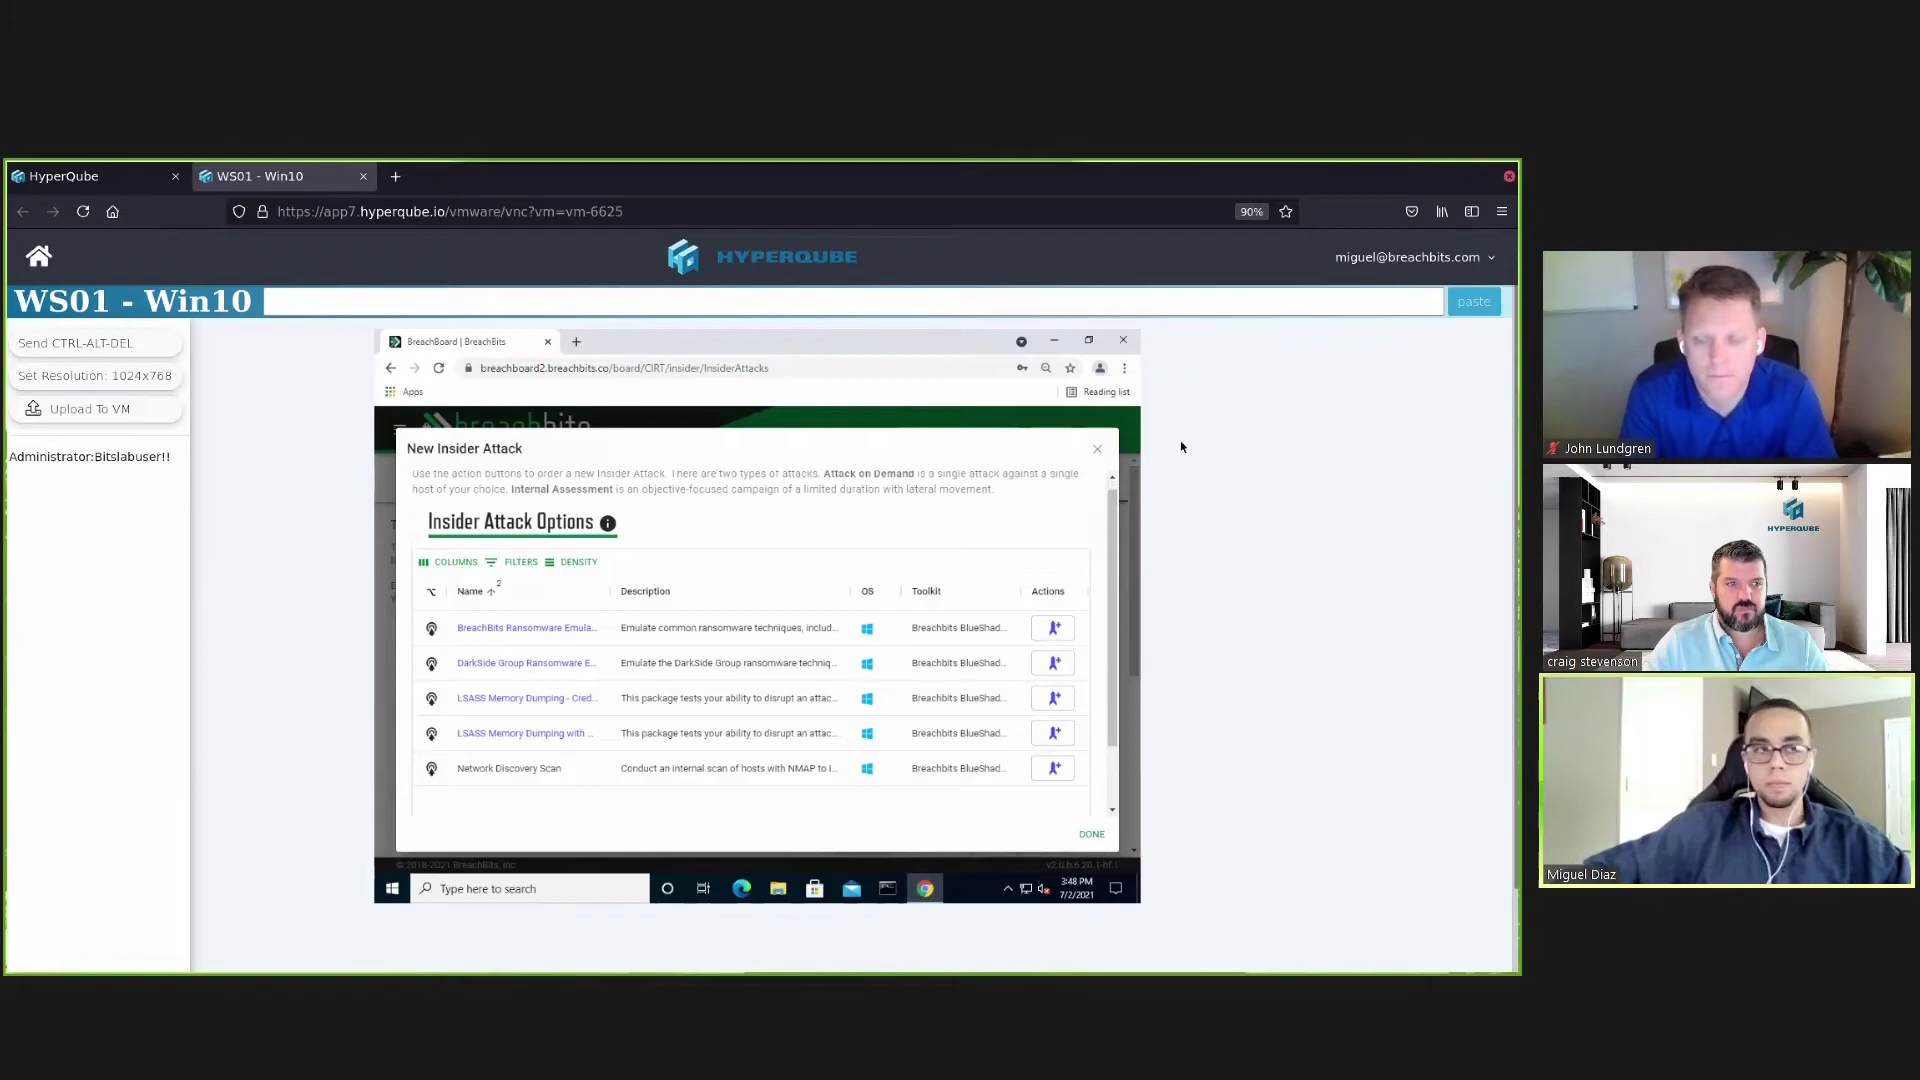 HyperQube
WS01 - Win10
https://app7.hyperqube.io/vmware/vnc?vm=vm-6625
90%
HYPERQUBE
miguel@breachbits.com
WS01 - Win10
paste
Send CTRL-ALT-DEL
Set Resolution: 1024x768
Upload To VM
Administrator:Bitslabuser!!
BreachBoard | BreachBits
breachboard2.breachbits.co/board/CIRT/insider/InsiderAttacks
Apps
Reading list
New Insider Attack
Use the action buttons to order a new Insider Attack. There are two types of attacks. Attack on Demand is a single attack against a single
host of your choice. Internal Assessment is an objective-focused campaign of a limited duration with lateral movement.
Insider Attack Options
COLUMNS FILTERS DENSITY
Name 2 Description OS Toolkit Actions
BreachBits Ransomware Emula... Emulate common ransomware techniques, includ... Breachbits BlueShad...
DarkSide Group Ransomware E... Emulate the DarkSide Group ransomware techniq... Breachbits BlueShad...
LSASS Memory Dumping - Cred... This package tests your ability to disrupt an attac... Breachbits BlueShad...
LSASS Memory Dumping with ... This package tests your ability to disrupt an attac... Breachbits BlueShad...
Network Discovery Scan Conduct an internal scan of hosts with NMAP to i... Breachbits BlueShad...
DONE
© 2018-2021 BreachBits, Inc.
Type here to search
3:48 PM
7/2/2021
John Lundgren
HYPERQUBE
craig stevenson
Miguel Diaz